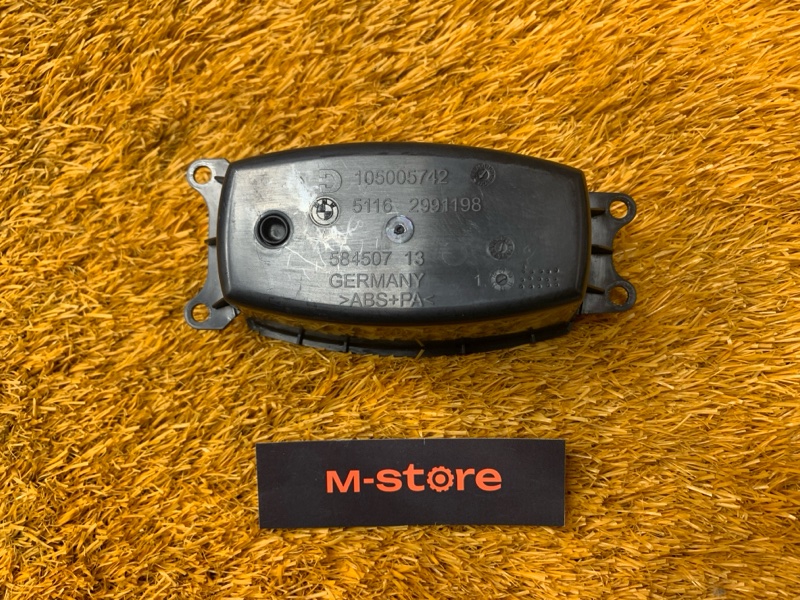 105005742
5116 2991198
584507 13
GERMANY 1
>ABS+PA<
M-store